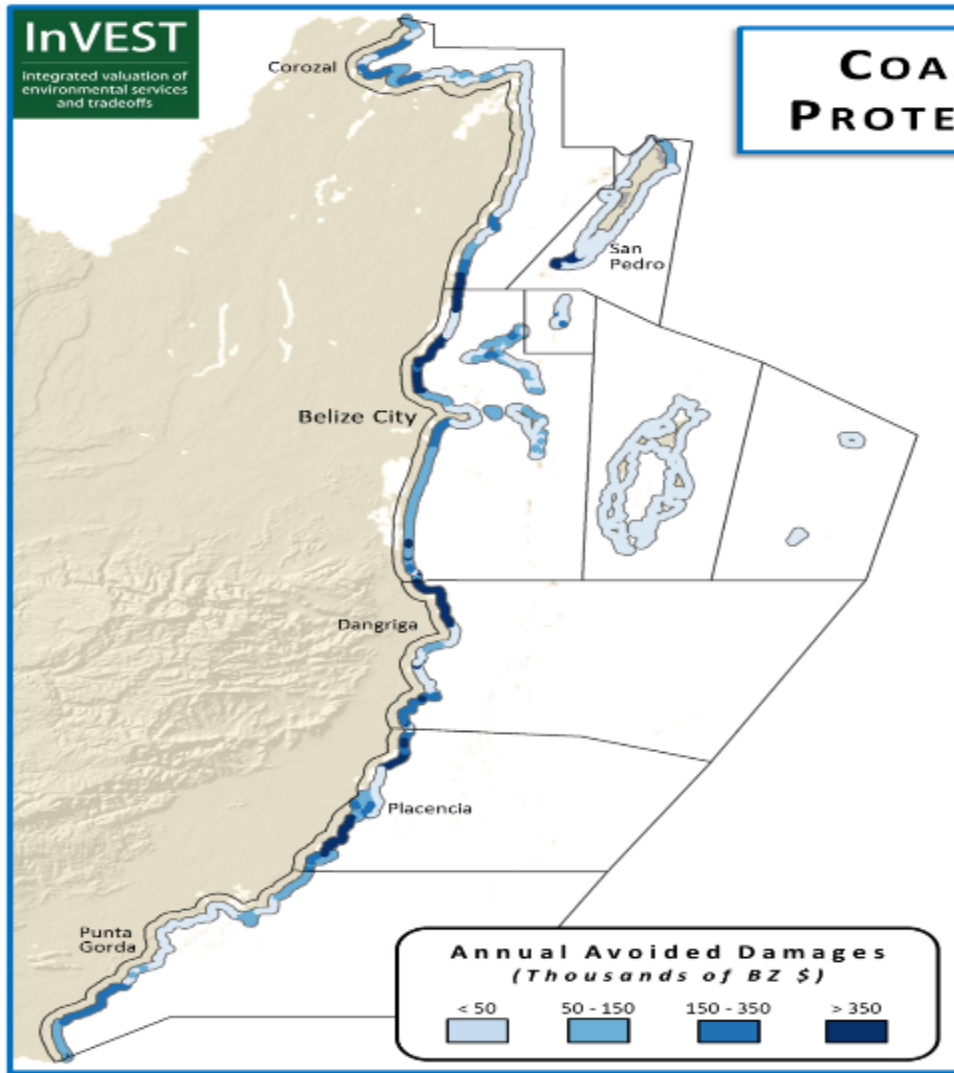 InVEST
integrated valuation of
environmental services
and tradeoffs
COA
PROTE
Corozal
San
Pedro
Belize City
Dangriga
Placencia
Punta
Gorda
Annual Avoided Damages
(Thousands of BZ $)
< 50 50 - 150 150 - 350 > 350